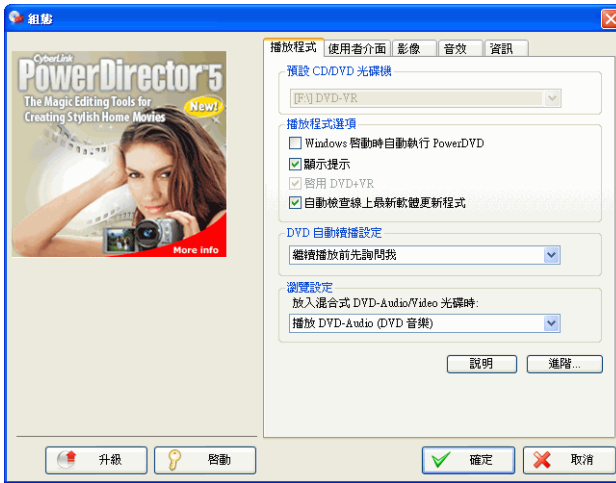 組態
CyberLink
PowerDirector 5
The Magic Editing Tools for
Creating Stylish Home Movies
New!
More info
播放程式
使用者介面
影像
音效
資訊
預設 CD/DVD 光碟機
[F:\] DVD-VR
播放程式選項
Windows 啓動時自動執行 PowerDVD
顯示提示
啓用 DVD+VR
自動檢查線上最新軟體更新程式
DVD 自動續播設定
繼續播放前先詢問我
瀏覽設定
放入混合式 DVD-Audio/Video 光碟時:
播放 DVD-Audio (DVD 音樂)
說明
進階...
升級
啓動
確定
取消